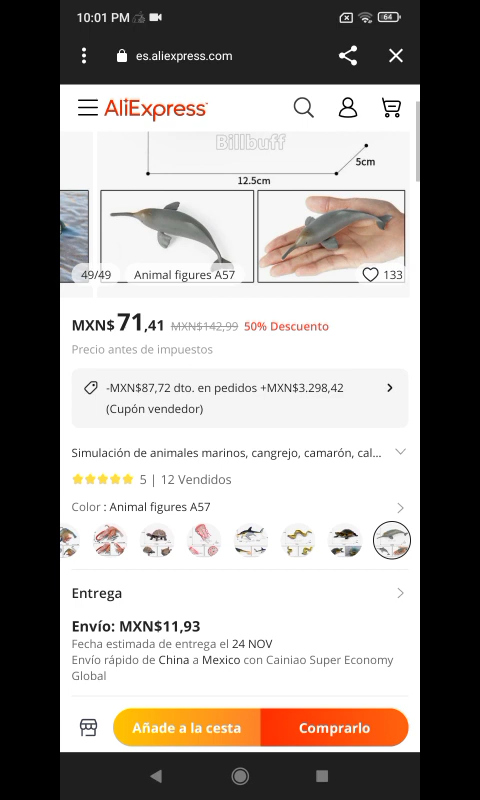 10:01 PM
64
es.aliexpress.com
AliExpress
Billbuff
5cm
12.5cm
49/49
Animal figures A57
133
MXN$71,41 MXN$142,99 50% Descuento
Precio antes de impuestos
-MXN$87,72 dto. en pedidos +MXN$3.298,42
(Cupón vendedor)
Simulación de animales marinos, cangrejo, camarón, cal...
5 | 12 Vendidos
Color : Animal figures A57
Entrega
Envío: MXN$11,93
Fecha estimada de entrega el 24 NOV
Envío rápido de China a Mexico con Cainiao Super Economy
Global
Añade a la cesta
Comprarlo